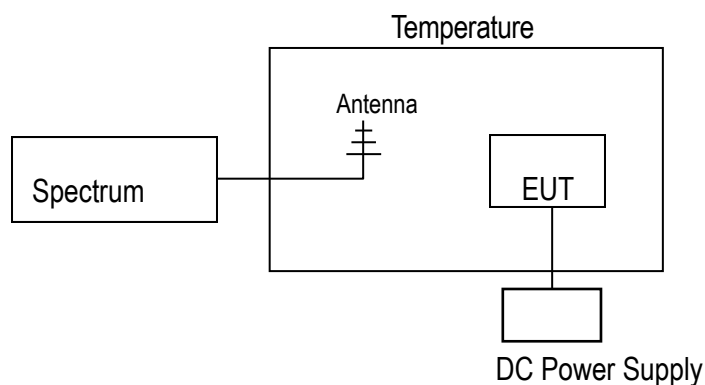 Temperature
Antenna
Spectrum
EUT
DC Power Supply